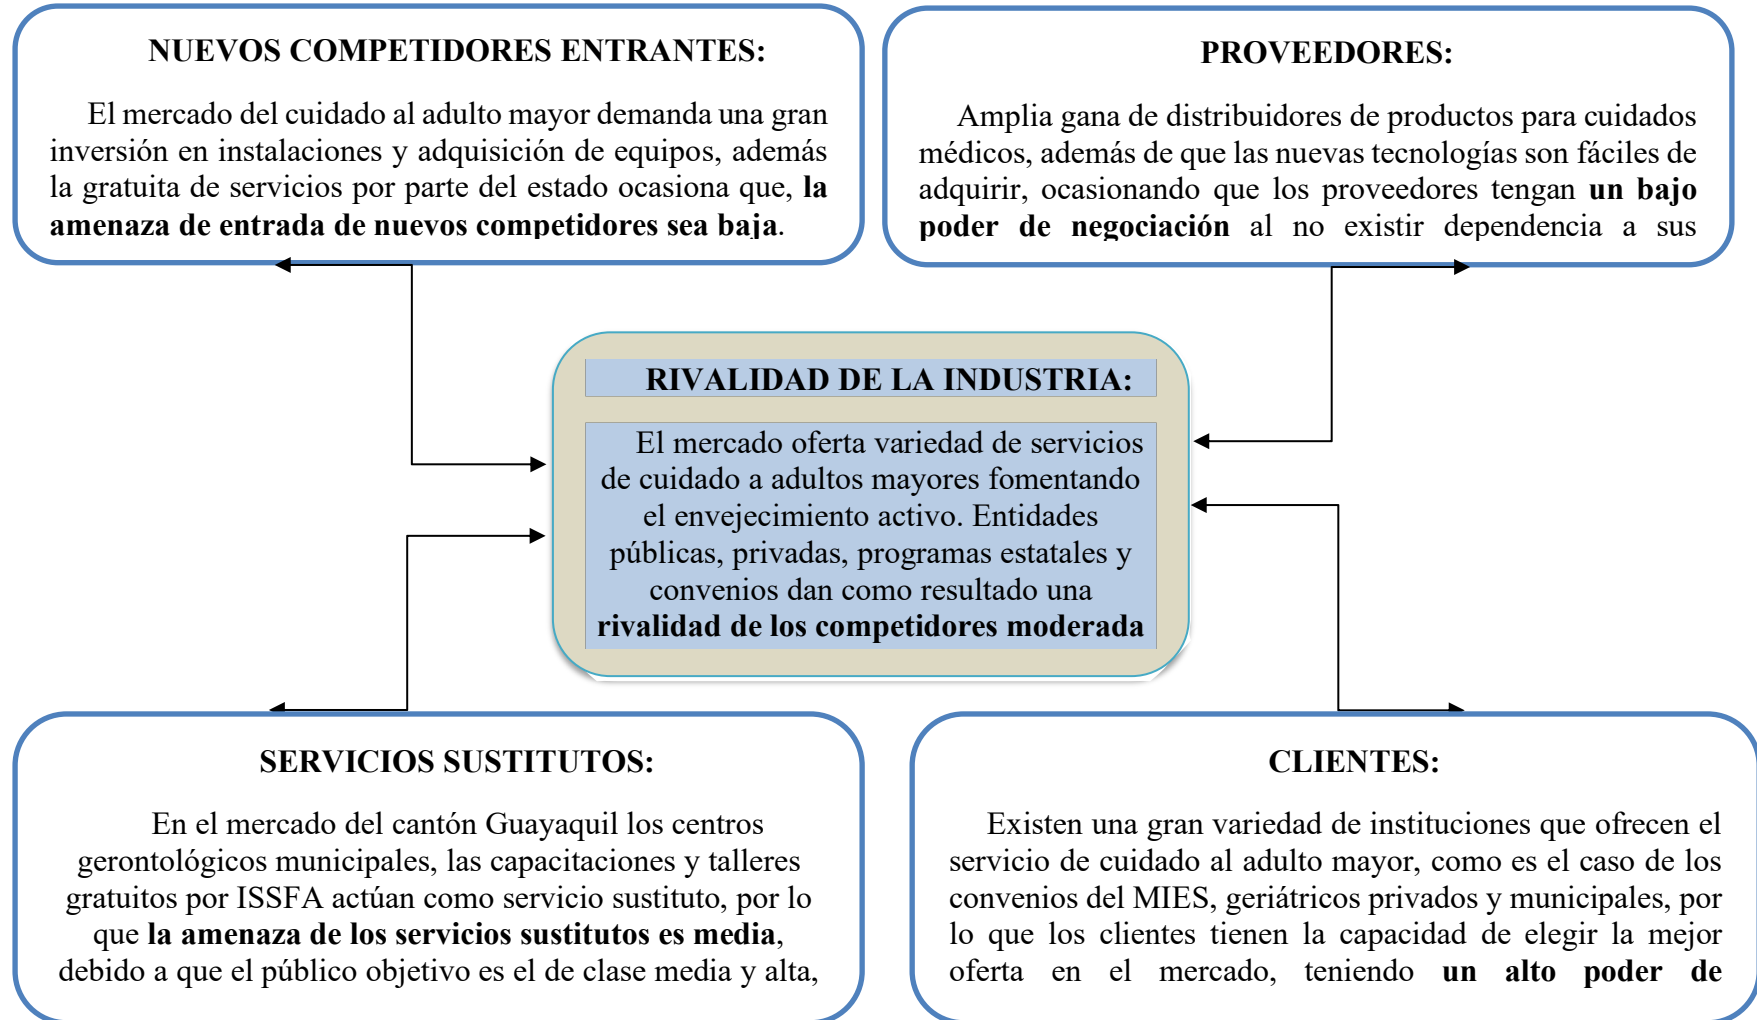 NUEVOS COMPETIDORES ENTRANTES:
El mercado del cuidado al adulto mayor demanda una gran
inversión en instalaciones y adquisición de equipos, además
la gratuita de servicios por parte del estado ocasiona que, la
amenaza de entrada de nuevos competidores sea baja.
PROVEEDORES:
Amplia gana de distribuidores de productos para cuidados
médicos, además de que las nuevas tecnologías son fáciles de
adquirir, ocasionando que los proveedores tengan un bajo
poder de negociación al no existir dependencia a sus
RIVALIDAD DE LA INDUSTRIA:
El mercado oferta variedad de servicios
de cuidado a adultos mayores fomentando
el envejecimiento activo. Entidades
públicas, privadas, programas estatales y
convenios dan como resultado una
rivalidad de los competidores moderada
SERVICIOS SUSTITUTOS:
En el mercado del cantón Guayaquil los centros
gerontológicos municipales, las capacitaciones y talleres
gratuitos por ISSFA actúan como servicio sustituto, por lo
que la amenaza de los servicios sustitutos es media,
debido a que el público objetivo es el de clase media y alta,
CLIENTES:
Existen una gran variedad de instituciones que ofrecen el
servicio de cuidado al adulto mayor, como es el caso de los
convenios del MIES, geriátricos privados y municipales, por
lo que los clientes tienen la capacidad de elegir la mejor
oferta en el mercado, teniendo un alto poder de